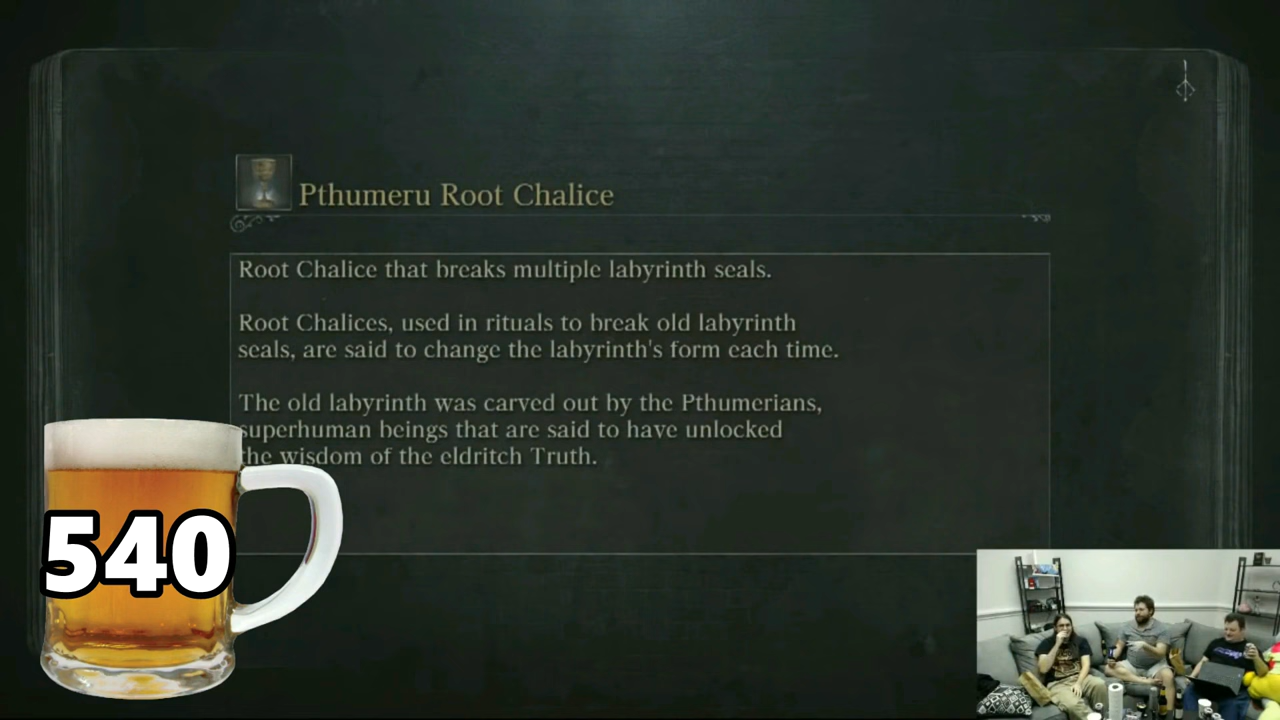 Pthumeru Root Chalice
Root Chalice that breaks multiple labyrinth seals.
Root Chalices, used in rituals to break old labyrinth
seals, are said to change the labyrinth's form each time.
The old labyrinth was carved out by the Pthumerians,
superhuman beings that are said to have unlocked
the wisdom of the eldritch Truth.
540